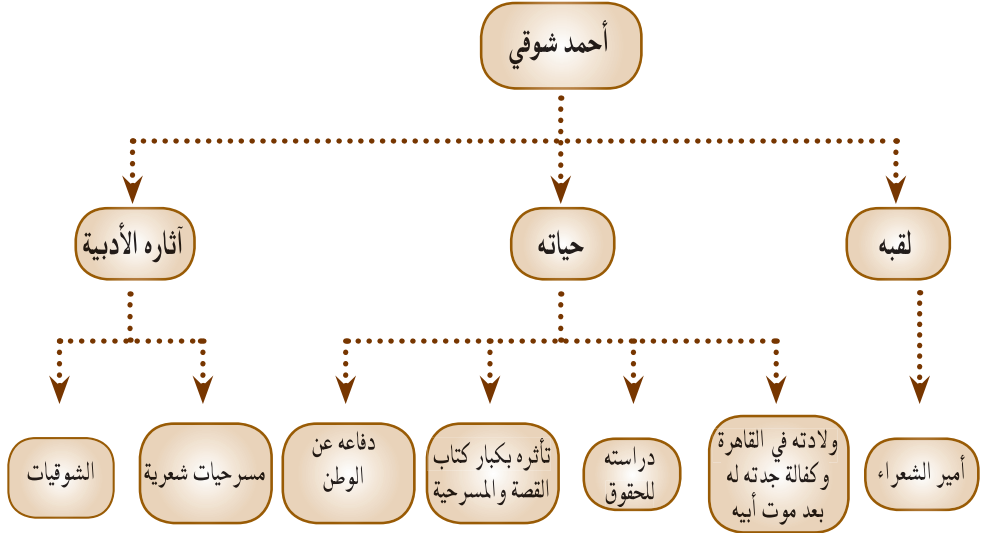 أحمد شوقي
لقبه
حياته
آثاره الأدبية
أمير الشعراء
ولادته في القاهرة
وكفالة جدته له
بعد موت أبيه
دراسته
للحقوق
تأثره بكبار كتاب
القصة والمسرحية
دفاعه عن
الوطن
مسرحيات شعرية
الشوقيات